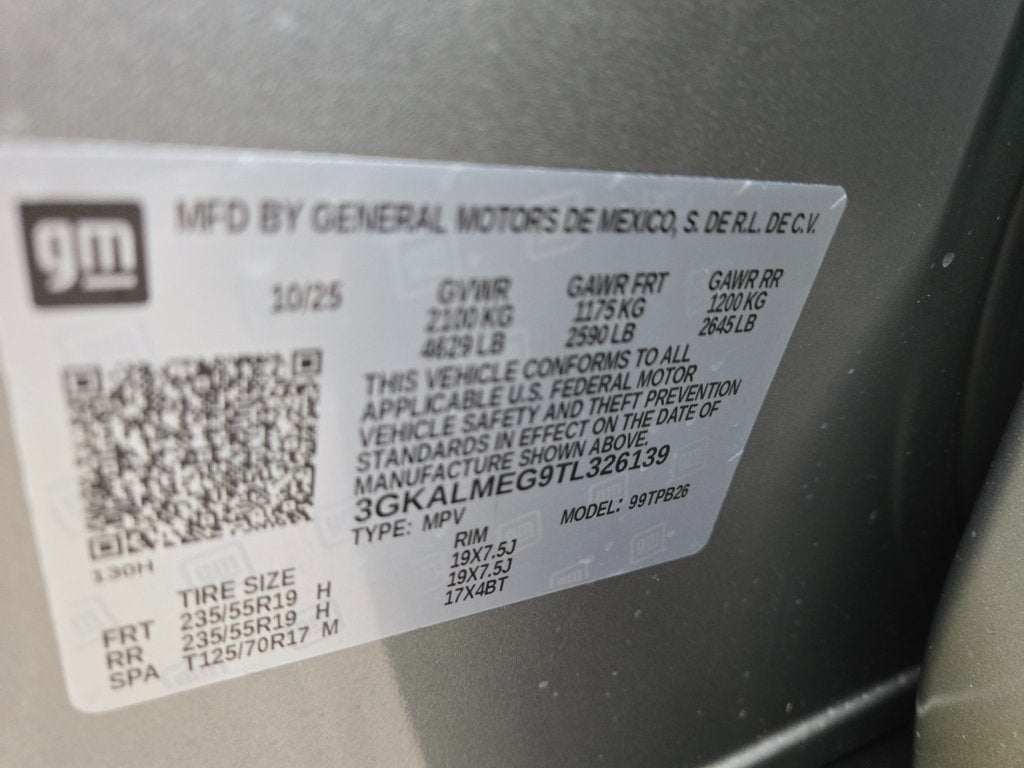 gm
MFD BY GENERAL MOTORS DE MEXICO, S. DE R.L. DE C.V.
10/25
GVWR GAWR FRT GAWR RR
2100 KG 1175 KG 1200 KG
4629 LB 2590 LB 2645 LB
THIS VEHICLE CONFORMS TO ALL
APPLICABLE U.S. FEDERAL MOTOR
VEHICLE SAFETY AND THEFT PREVENTION
STANDARDS IN EFFECT ON THE DATE OF
MANUFACTURE SHOWN ABOVE.
3GKALMEG9TL326139
TYPE: MPV MODEL: 99TPB26
130H
TIRE SIZE RIM
FRT 235/55R19 H 19X7.5J
RR 235/55R19 H 19X7.5J
SPA T125/70R17 M 17X4BT